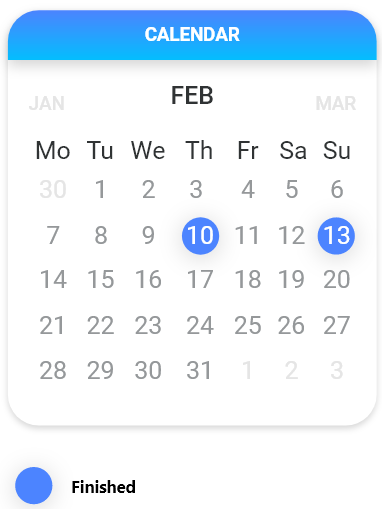 CALENDAR
JAN FEB MAR
Mo Tu We Th Fr Sa Su
30 1 2 3 4 5 6
7 8 9 10 11 12 13
14 15 16 17 18 19 20
21 22 23 24 25 26 27
28 29 30 31 1 2 3
Finished